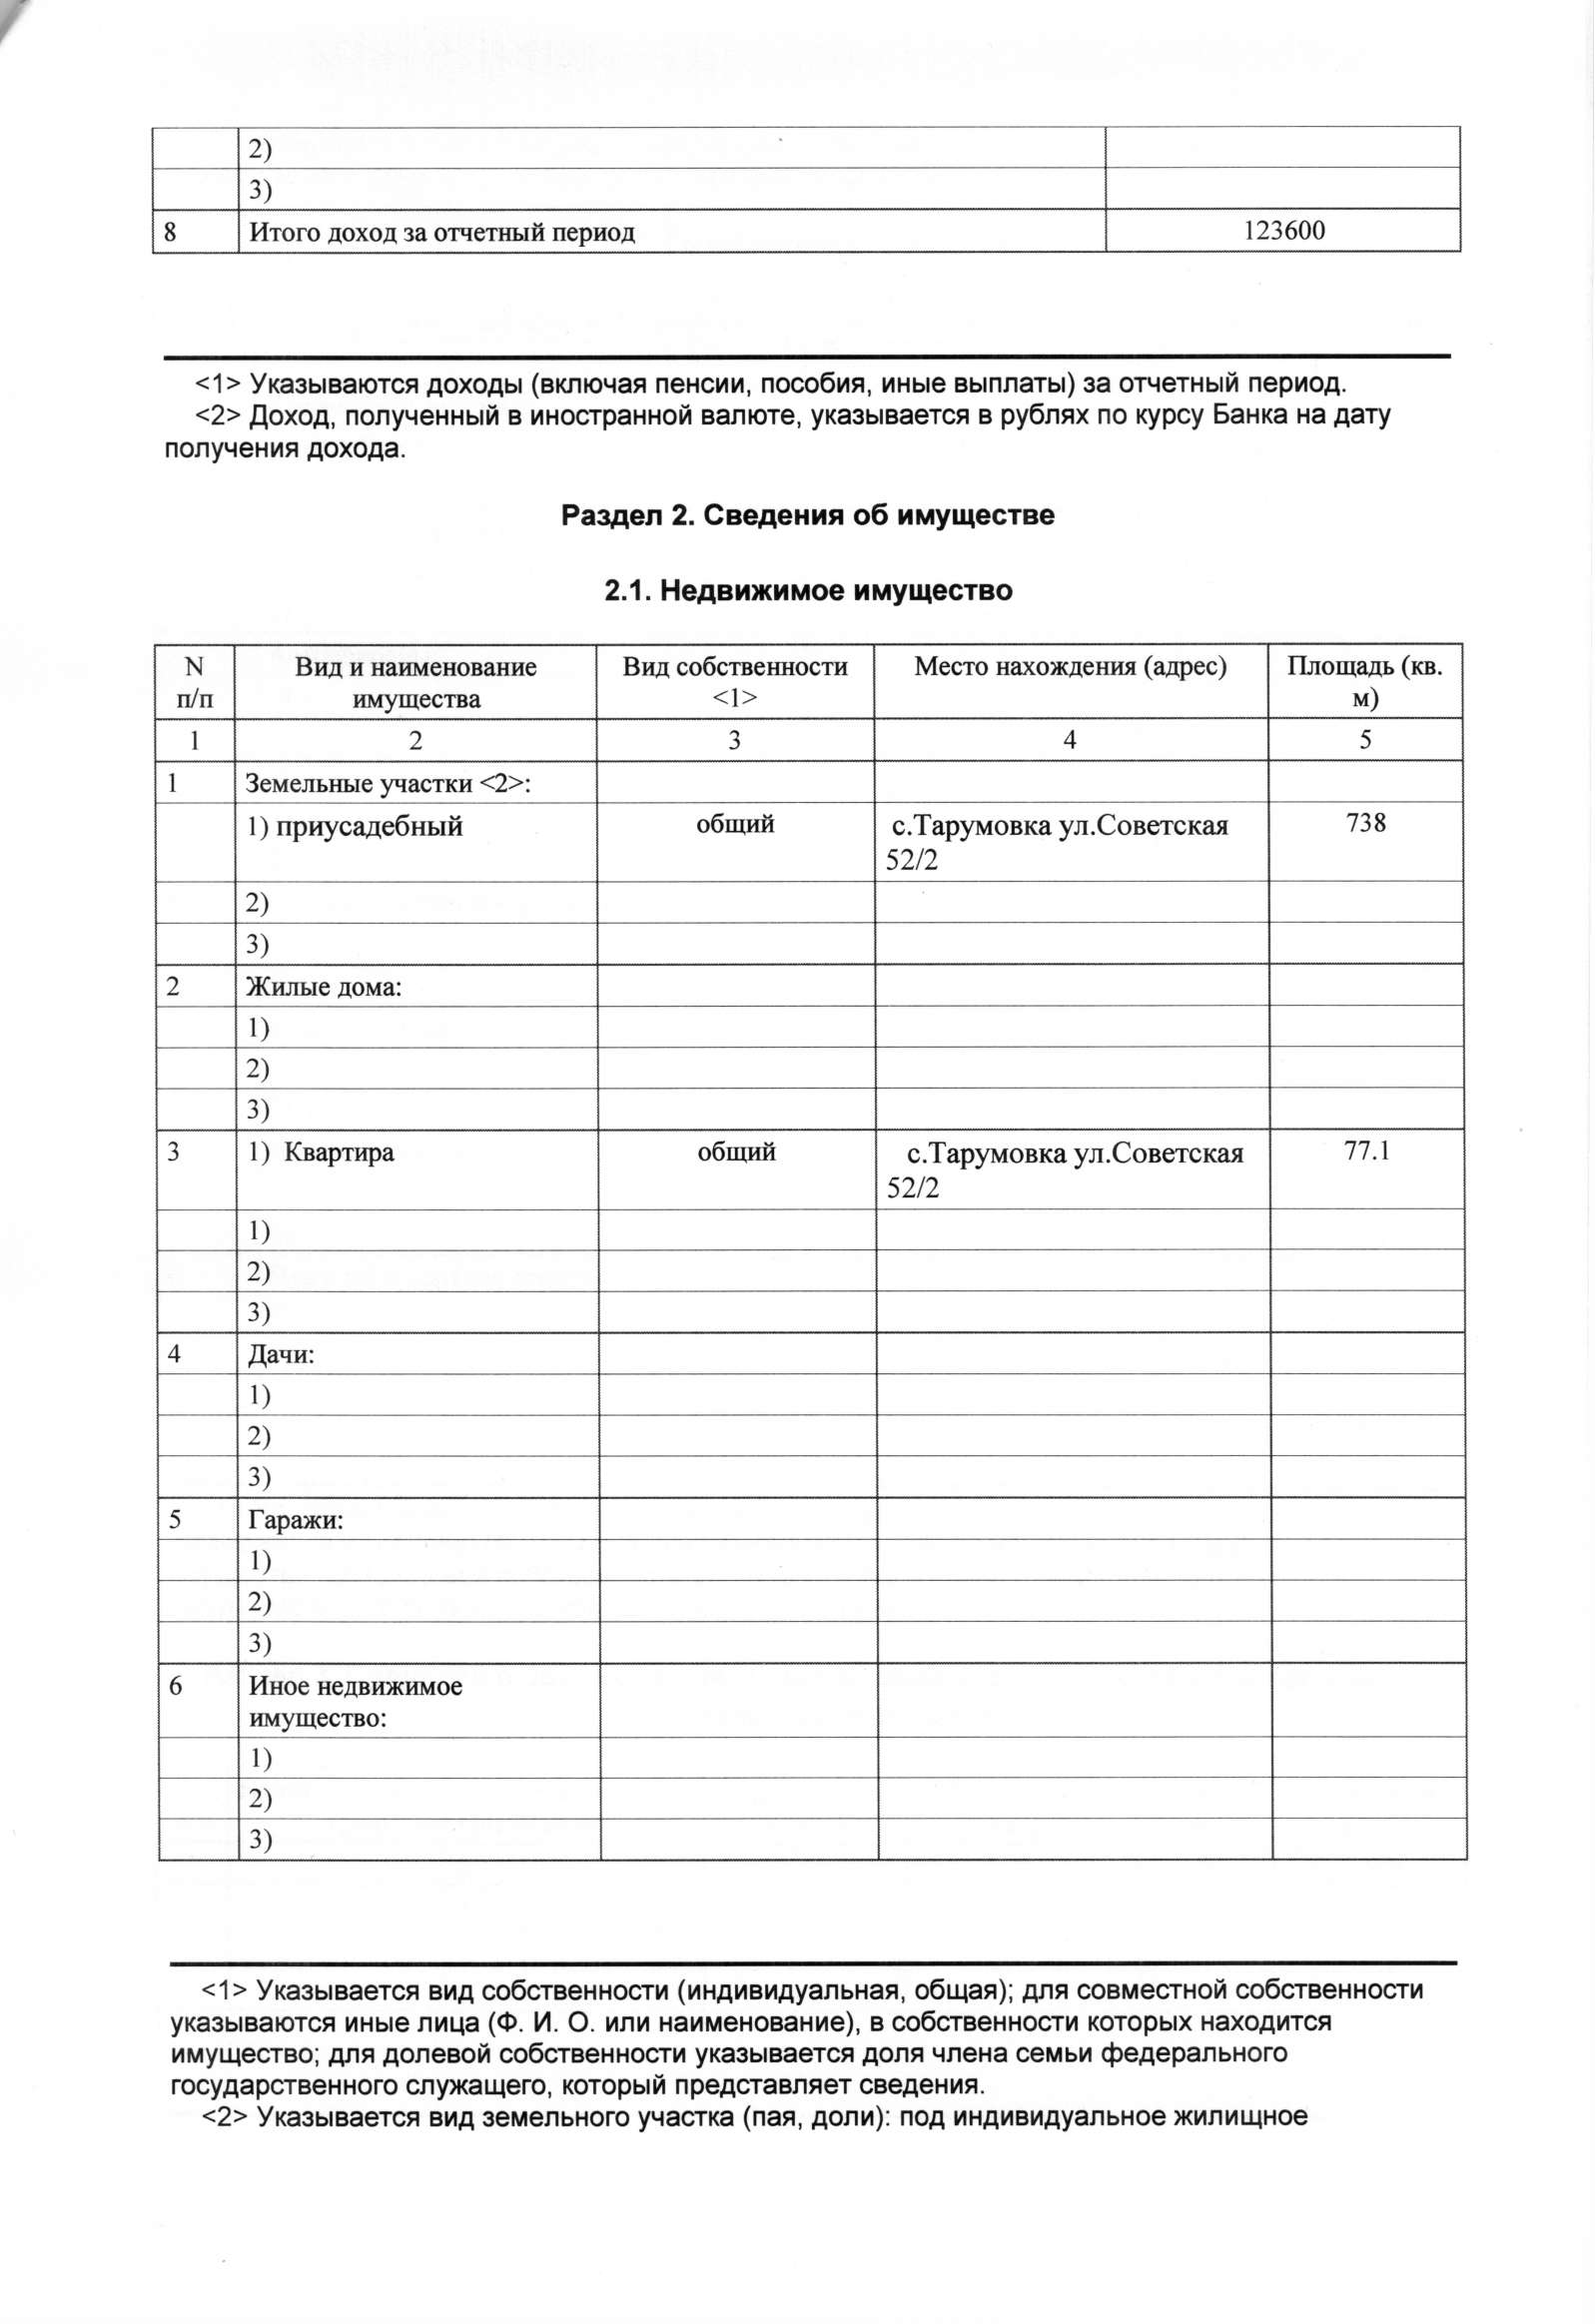 2)
3)
8 Итого доход за отчетный период 123600
<1> Указываются доходы (включая пенсии, пособия, иные выплаты) за отчетный период.
<2> Доход, полученный в иностранной валюте, указывается в рублях по курсу Банка на дату
получения дохода.
Раздел 2. Сведения об имуществе
2.1. Недвижимое имущество
N Вид и наименование Вид собственности Место нахождения (адрес) Площадь (кв.
п/п имущества <1> м)
1 2 3 4 5
1 Земельные участки <2>:
1) приусадебный общий с.Тарумовка ул.Советская 738
52/2
2)
3)
2 Жилые дома:
1)
2)
3)
3 1) Квартира общий с.Тарумовка ул.Советская 77.1
52/2
1)
2)
3)
4 Дачи:
1)
2)
3)
5 Гаражи:
1)
2)
3)
6 Иное недвижимое
имущество:
1)
2)
3)
<1> Указывается вид собственности (индивидуальная, общая); для совместной собственности
указываются иные лица (Ф. И. О. или наименование), в собственности которых находится
имущество; для долевой собственности указывается доля члена семьи федерального
государственного служащего, который представляет сведения.
<2> Указывается вид земельного участка (пая, доли): под индивидуальное жилищное